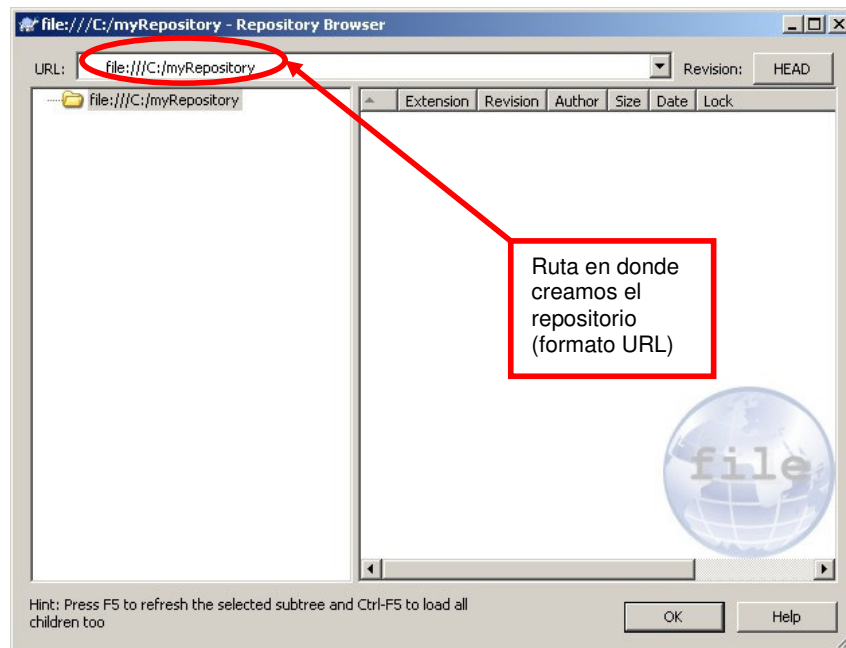 file:///C:/myRepository - Repository Browser
URL: file:///C:/myRepository Revision: HEAD
file:///C:/myRepository
Extension Revision Author Size Date Lock
Ruta en donde
creamos el
repositorio
(formato URL)
file
Hint: Press F5 to refresh the selected subtree and Ctrl-F5 to load all
children too
OK Help